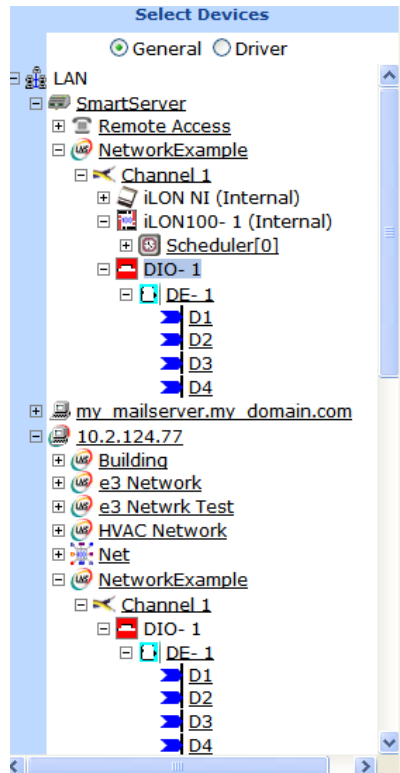 Select Devices
General Driver
LAN
SmartServer
Remote Access
NetworkExample
Channel 1
iLON NI (Internal)
iLON100- 1 (Internal)
Scheduler[0]
DIO- 1
DE- 1
D1
D2
D3
D4
my_mailserver.my_domain.com
10.2.124.77
Building
e3 Network
e3 Netwrk Test
HVAC Network
Net
NetworkExample
Channel 1
DIO- 1
DE- 1
D1
D2
D3
D4